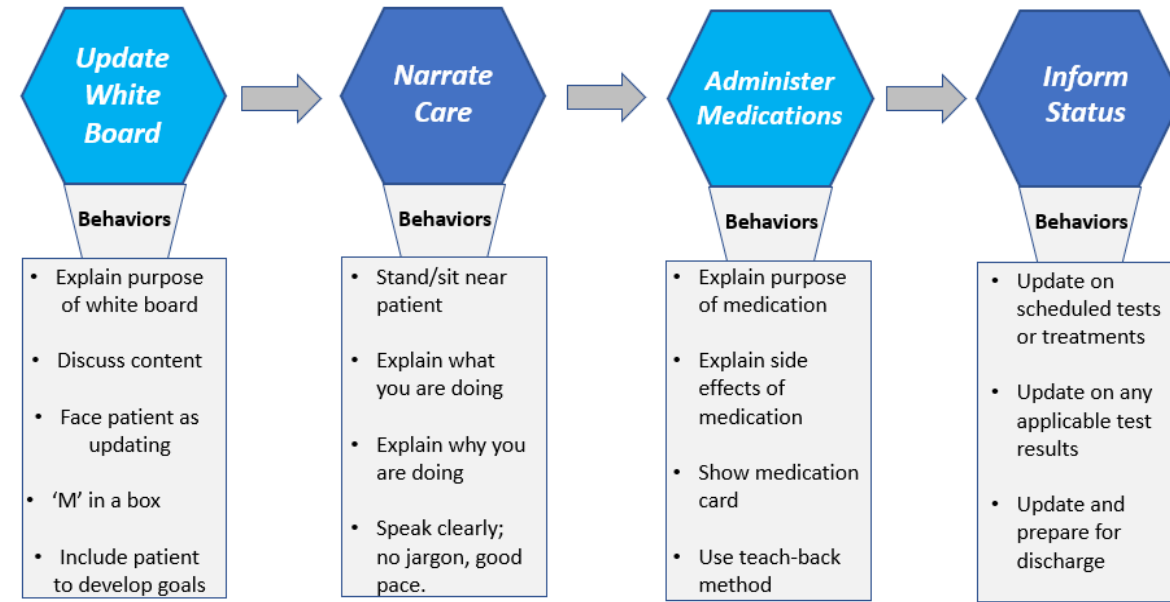 Update
White
Board
Narrate
Care
Administer
Medications
Inform
Status
Behaviors
Behaviors
Behaviors
Behaviors
• Explain purpose
of white board
• Discuss content
• Face patient as
updating
• ‘M’ in a box
• Include patient
to develop goals
• Stand/sit near
patient
• Explain what
you are doing
• Explain why you
are doing
• Speak clearly;
no jargon, good
pace.
• Explain purpose
of medication
• Explain side
effects of
medication
• Show medication
card
• Use teach-back
method
• Update on
scheduled tests
or treatments
• Update on any
applicable test
results
• Update and
prepare for
discharge